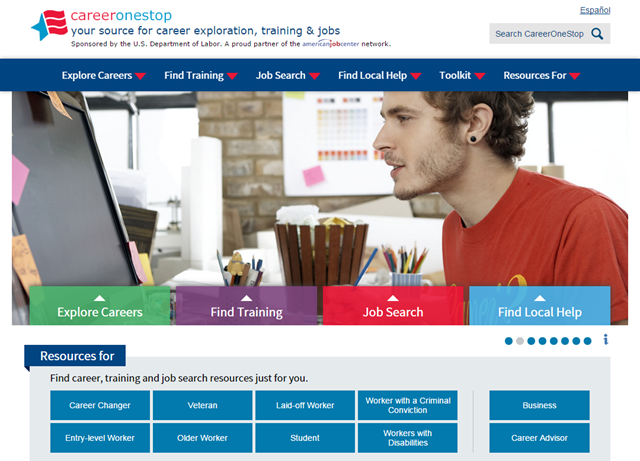 careeronestop
your source for career exploration, training & jobs
Sponsored by the U.S. Department of Labor. A proud partner of the americanjobcenter network.
Español
Search CareerOneStop
Explore Careers
Find Training
Job Search
Find Local Help
Toolkit
Resources For
Explore Careers
Find Training
Job Search
Find Local Help
i
Resources for
Find career, training and job search resources just for you.
Career Changer
Veteran
Laid-off Worker
Worker with a Criminal
Conviction
Business
Entry-level Worker
Older Worker
Student
Workers with
Disabilities
Career Advisor